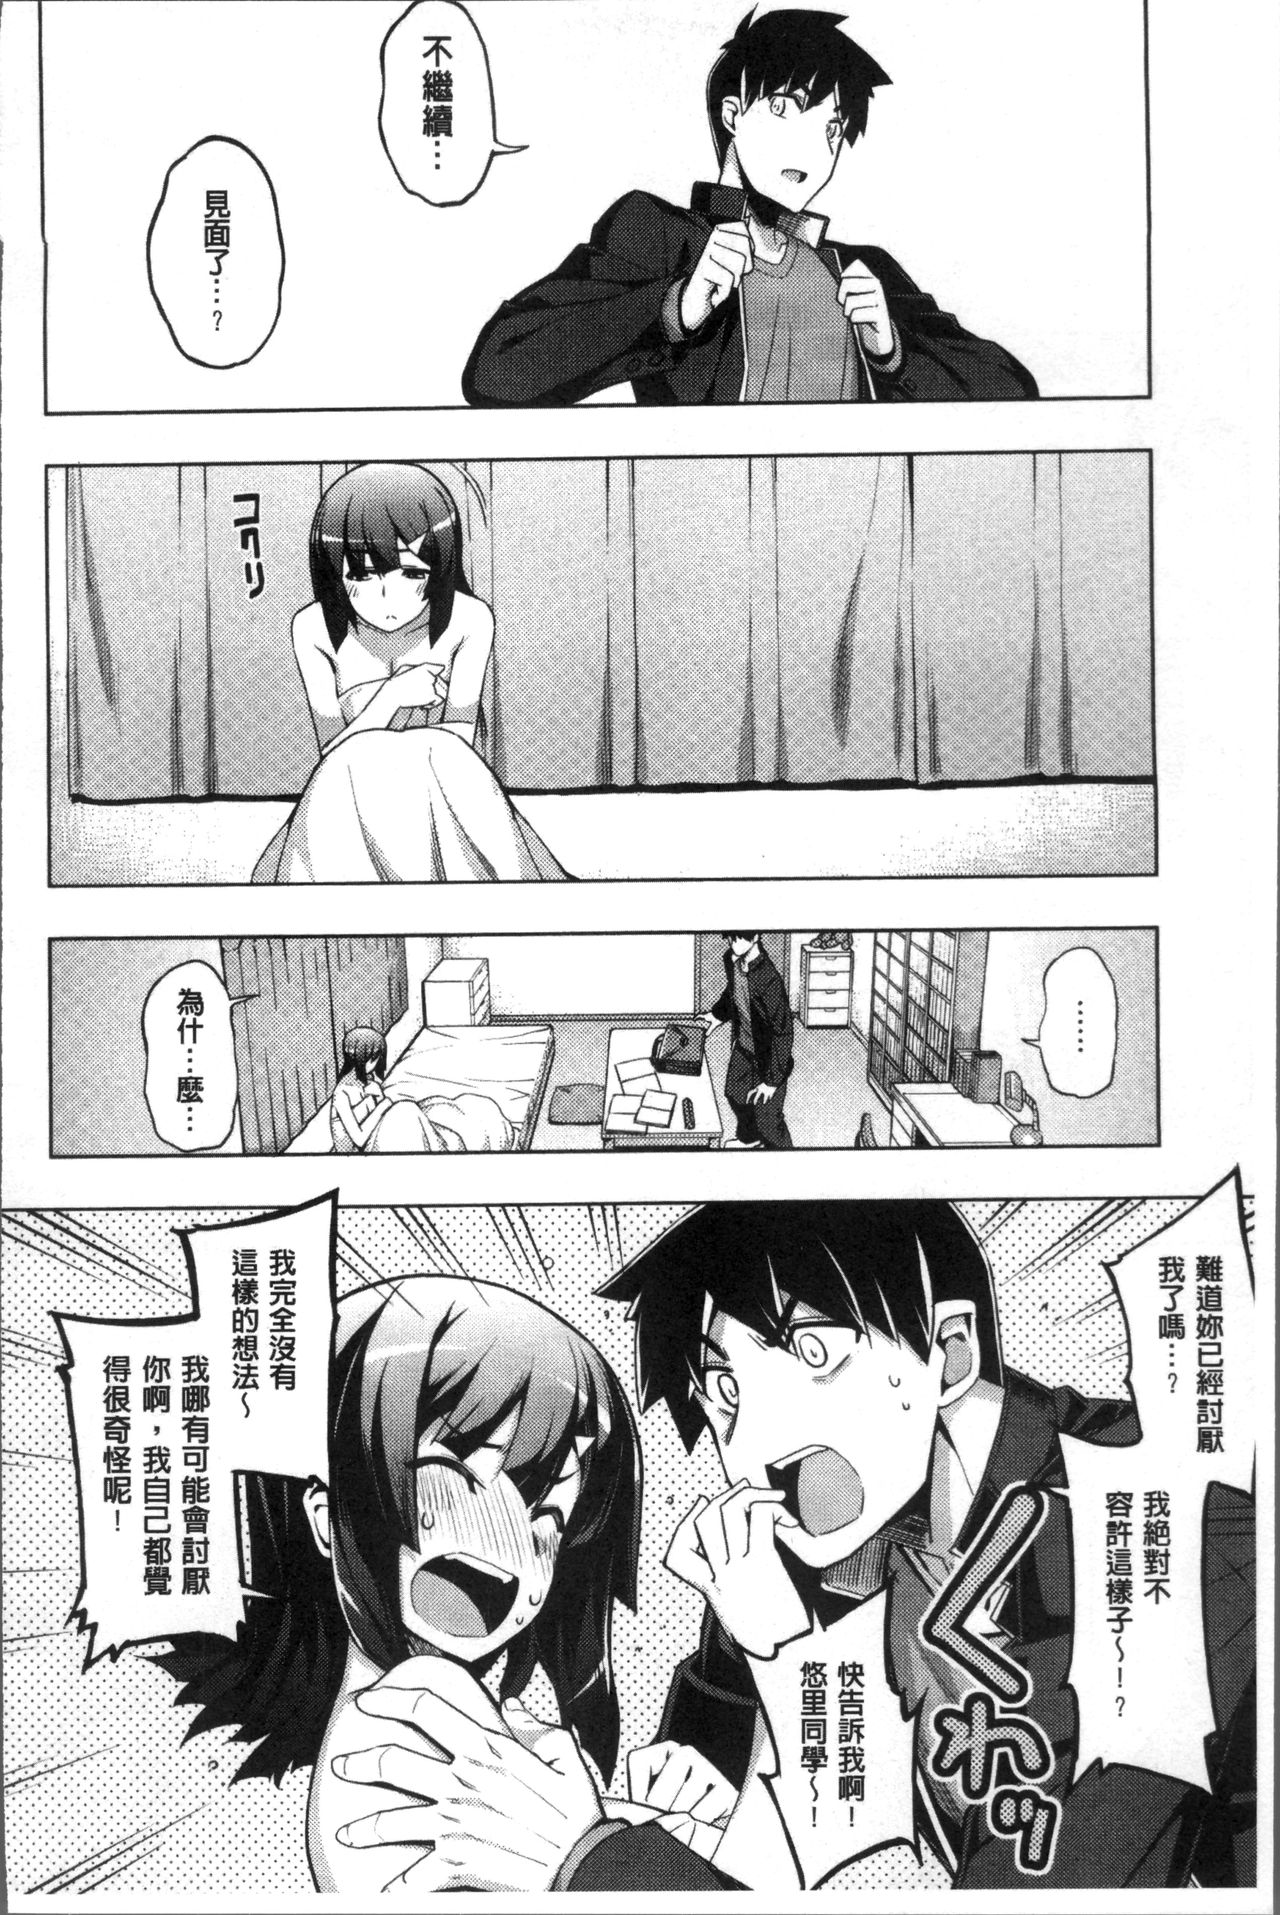 不繼續…
見面了…?
コクリ
……
為什…麼…
難道妳已經討厭
我了嗎…?
我絕對不
容許這樣子～!?
快告訴我啊!
悠里同學～!
くわッ
我完全沒有
這樣的想法～
我哪有可能會討厭
你啊，我自己都覺
得很奇怪呢!